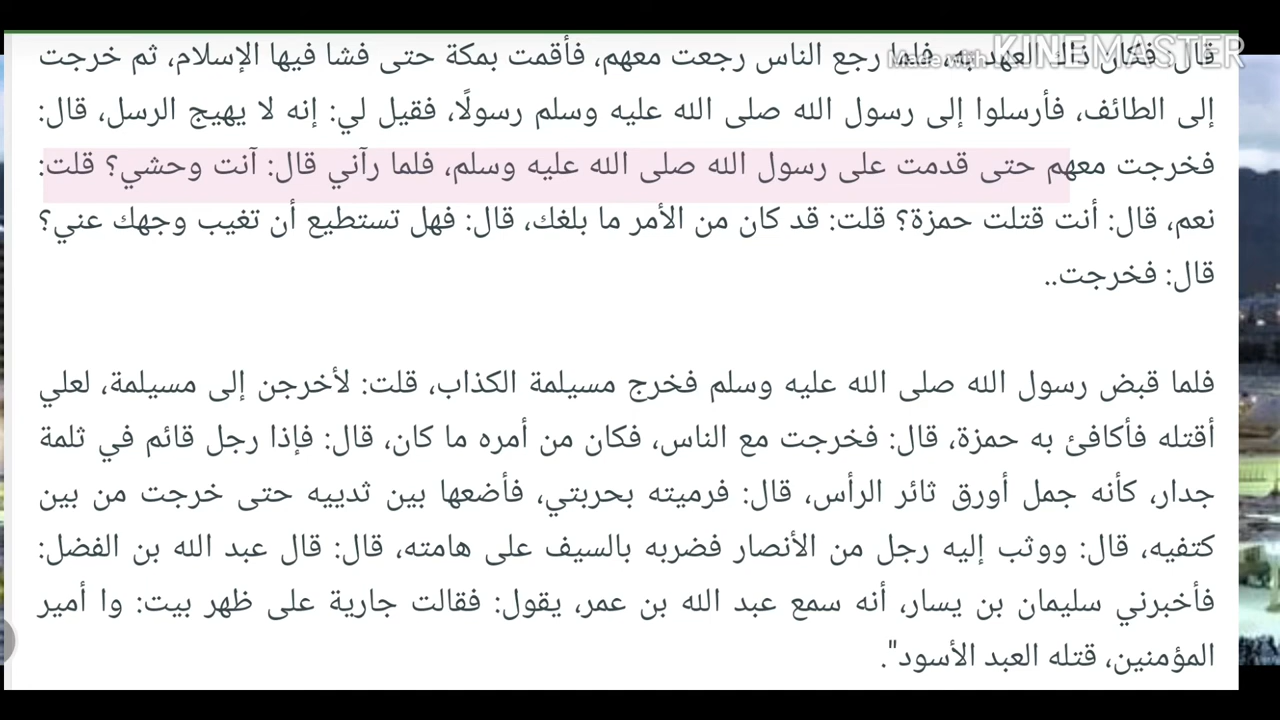 قال: فكان ذاك العهد به، فلما رجع الناس رجعت معهم، فأقمت بمكة حتى فشا فيها الإسلام، ثم خرجت
Made with KINEMASTER
إلى الطائف، فأرسلوا إلى رسول الله صلى الله عليه وسلم رسولًا، فقيل لي: إنه لا يهيج الرسل، قال:
فخرجت معهم حتى قدمت على رسول الله صلى الله عليه وسلم، فلما رآني قال: آنت وحشي؟ قلت:
نعم، قال: أنت قتلت حمزة؟ قلت: قد كان من الأمر ما بلغك، قال: فهل تستطيع أن تغيب وجهك عني؟
قال: فخرجت..
فلما قبض رسول الله صلى الله عليه وسلم فخرج مسيلمة الكذاب، قلت: لأخرجن إلى مسيلمة، لعلي
أقتله فأكافئ به حمزة، قال: فخرجت مع الناس، فكان من أمره ما كان، قال: فإذا رجل قائم في ثلمة
جدار، كأنه جمل أورق ثائر الرأس، قال: فرميته بحربتي، فأضعها بين ثدييه حتى خرجت من بين
كتفيه، قال: ووثب إليه رجل من الأنصار فضربه بالسيف على هامته، قال: قال عبد الله بن الفضل:
فأخبرني سليمان بن يسار، أنه سمع عبد الله بن عمر، يقول: فقالت جارية على ظهر بيت: وا أمير
المؤمنين، قتله العبد الأسود".